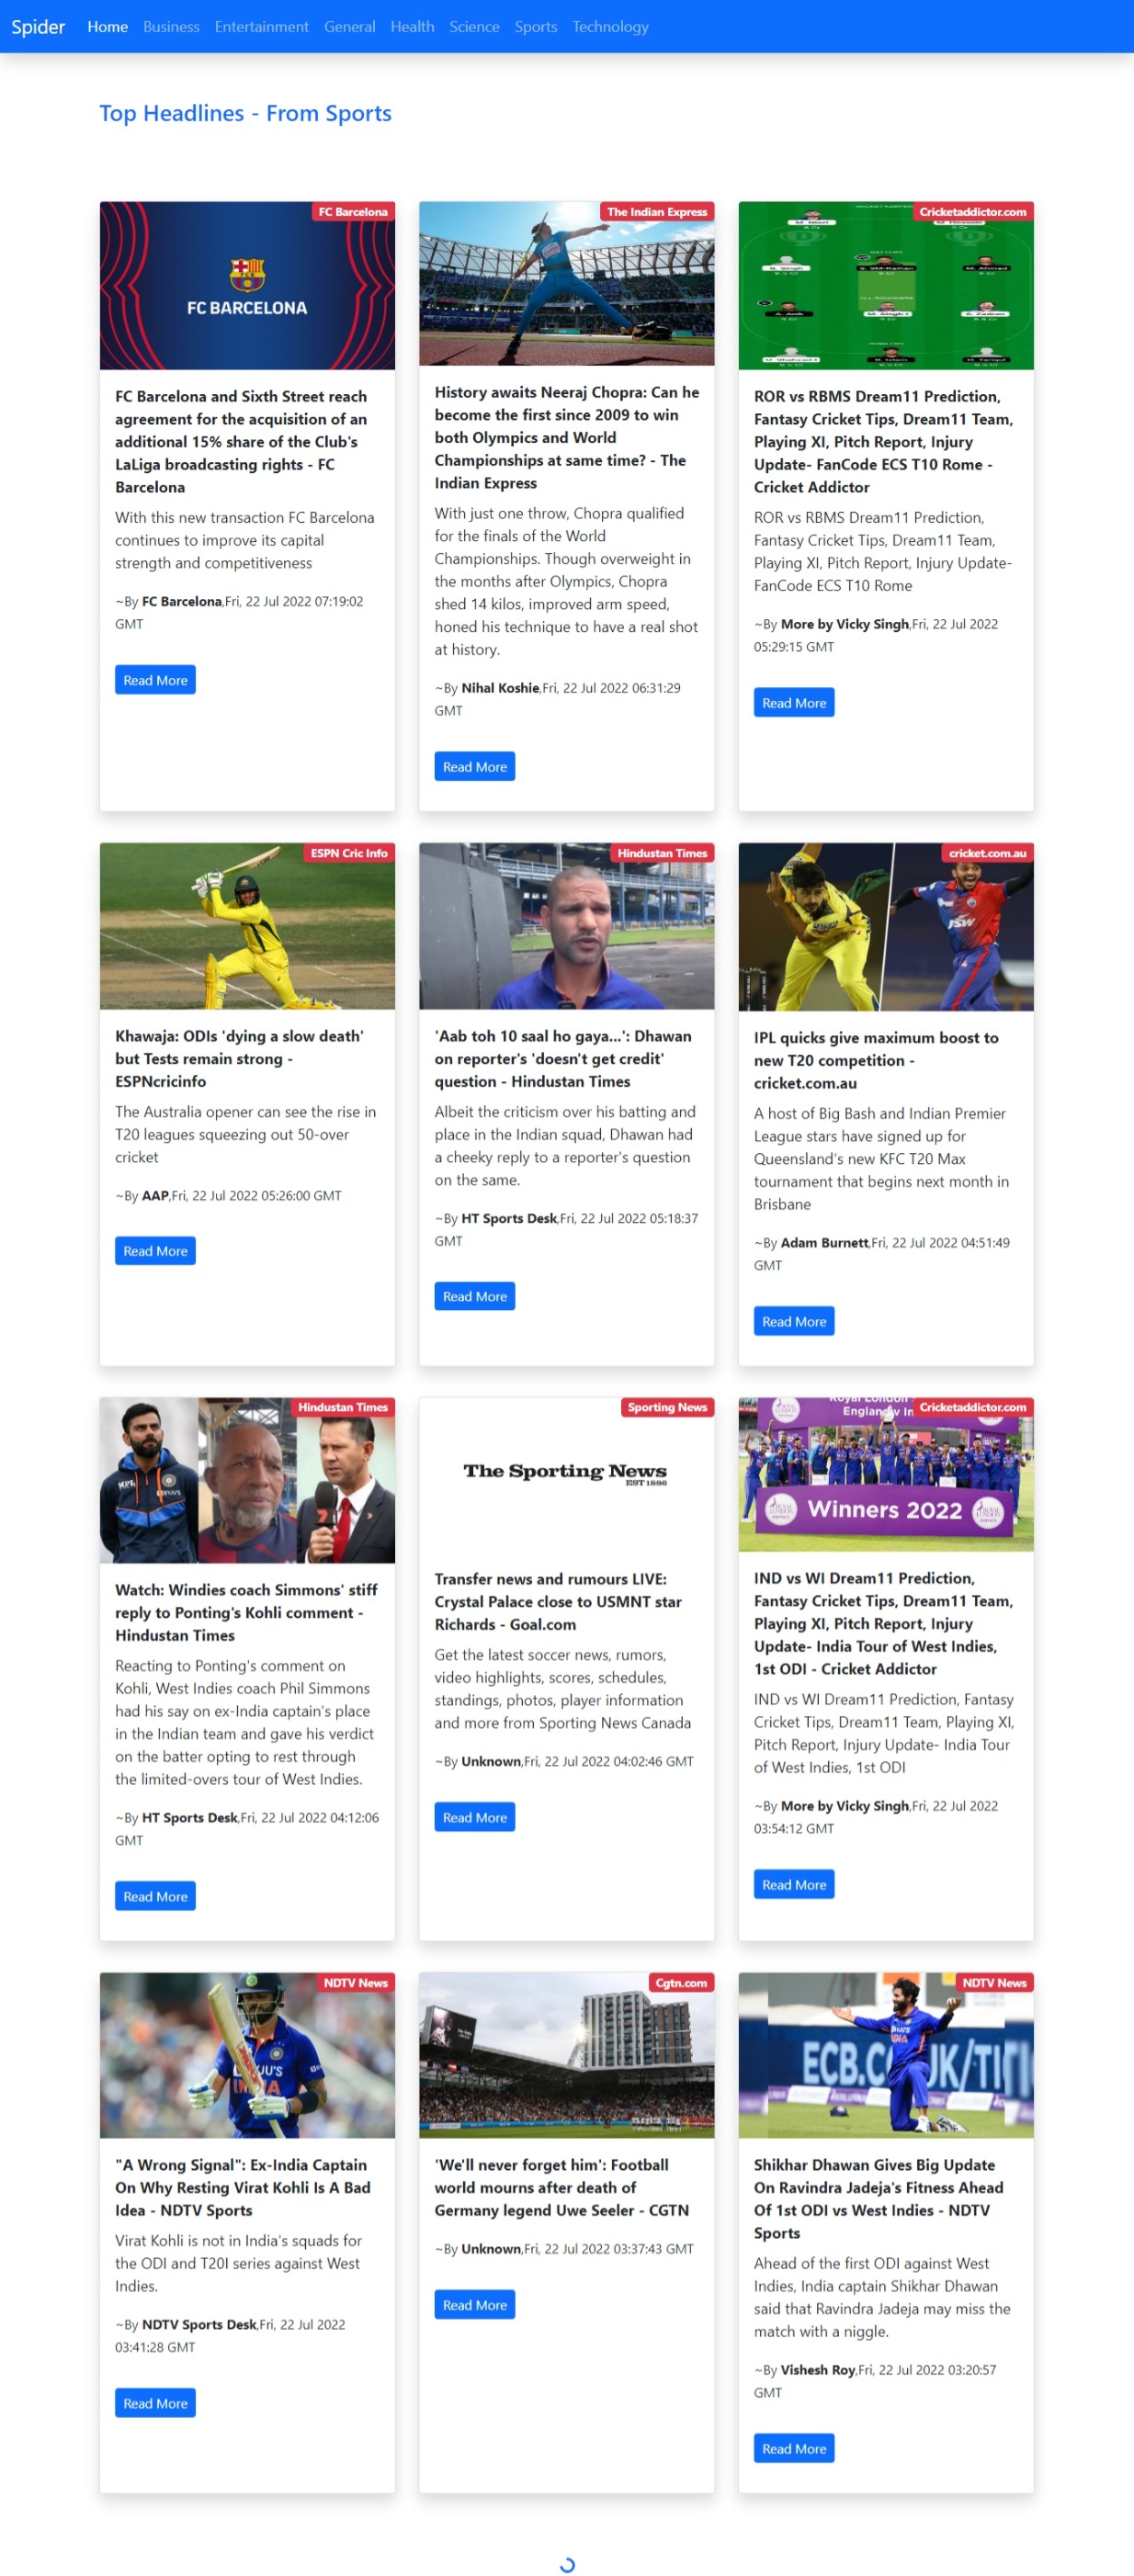 Spider Home Business Entertainment General Health Science Sports Technology
Top Headlines - From Sports
FC Barcelona
FC BARCELONA
FC Barcelona and Sixth Street reach
agreement for the acquisition of an
additional 15% share of the Club's
LaLiga broadcasting rights - FC
Barcelona
With this new transaction FC Barcelona
continues to improve its capital
strength and competitiveness
~By FC Barcelona,Fri, 22 Jul 2022 07:19:02
GMT
Read More
The Indian Express
History awaits Neeraj Chopra: Can he
become the first since 2009 to win
both Olympics and World
Championships at same time? - The
Indian Express
With just one throw, Chopra qualified
for the finals of the World
Championships. Though overweight in
the months after Olympics, Chopra
shed 14 kilos, improved arm speed,
honed his technique to have a real shot
at history.
~By Nihal Koshie,Fri, 22 Jul 2022 06:31:29
GMT
Read More
Cricketaddictor.com
ROR vs RBMS Dream11 Prediction,
Fantasy Cricket Tips, Dream11 Team,
Playing XI, Pitch Report, Injury
Update- FanCode ECS T10 Rome -
Cricket Addictor
ROR vs RBMS Dream11 Prediction,
Fantasy Cricket Tips, Dream11 Team,
Playing XI, Pitch Report, Injury Update-
FanCode ECS T10 Rome
~By More by Vicky Singh,Fri, 22 Jul 2022
05:29:15 GMT
Read More
ESPN Cric Info
Khawaja: ODIs 'dying a slow death'
but Tests remain strong -
ESPNcricinfo
The Australia opener can see the rise in
T20 leagues squeezing out 50-over
cricket
~By AAP,Fri, 22 Jul 2022 05:26:00 GMT
Read More
Hindustan Times
'Aab toh 10 saal ho gaya...': Dhawan
on reporter's 'doesn't get credit'
question - Hindustan Times
Albeit the criticism over his batting and
place in the Indian squad, Dhawan had
a cheeky reply to a reporter's question
on the same.
~By HT Sports Desk,Fri, 22 Jul 2022 05:18:37
GMT
Read More
cricket.com.au
JSW
IPL quicks give maximum boost to
new T20 competition -
cricket.com.au
A host of Big Bash and Indian Premier
League stars have signed up for
Queensland's new KFC T20 Max
tournament that begins next month in
Brisbane
~By Adam Burnett,Fri, 22 Jul 2022 04:51:49
GMT
Read More
Hindustan Times
Watch: Windies coach Simmons' stiff
reply to Ponting's Kohli comment -
Hindustan Times
Reacting to Ponting's comment on
Kohli, West Indies coach Phil Simmons
had his say on ex-India captain's place
in the Indian team and gave his verdict
on the batter opting to rest through
the limited-overs tour of West Indies.
~By HT Sports Desk,Fri, 22 Jul 2022 04:12:06
GMT
Read More
Sporting News
The Sporting News
EST 1886
Transfer news and rumours LIVE:
Crystal Palace close to USMNT star
Richards - Goal.com
Get the latest soccer news, rumors,
video highlights, scores, schedules,
standings, photos, player information
and more from Sporting News Canada
~By Unknown,Fri, 22 Jul 2022 04:02:46 GMT
Read More
Cricketaddictor.com
Royal London
England v In
Winners 2022
IND vs WI Dream11 Prediction,
Fantasy Cricket Tips, Dream11 Team,
Playing XI, Pitch Report, Injury
Update- India Tour of West Indies,
1st ODI - Cricket Addictor
IND vs WI Dream11 Prediction, Fantasy
Cricket Tips, Dream11 Team, Playing XI,
Pitch Report, Injury Update- India Tour
of West Indies, 1st ODI
~By More by Vicky Singh,Fri, 22 Jul 2022
03:54:12 GMT
Read More
NDTV News
"A Wrong Signal": Ex-India Captain
On Why Resting Virat Kohli Is A Bad
Idea - NDTV Sports
Virat Kohli is not in India's squads for
the ODI and T20I series against West
Indies.
~By NDTV Sports Desk,Fri, 22 Jul 2022
03:41:28 GMT
Read More
Cgtn.com
'We'll never forget him': Football
world mourns after death of
Germany legend Uwe Seeler - CGTN
~By Unknown,Fri, 22 Jul 2022 03:37:43 GMT
Read More
NDTV News
Shikhar Dhawan Gives Big Update
On Ravindra Jadeja's Fitness Ahead
Of 1st ODI vs West Indies - NDTV
Sports
Ahead of the first ODI against West
Indies, India captain Shikhar Dhawan
said that Ravindra Jadeja may miss the
match with a niggle.
~By Vishesh Roy,Fri, 22 Jul 2022 03:20:57
GMT
Read More